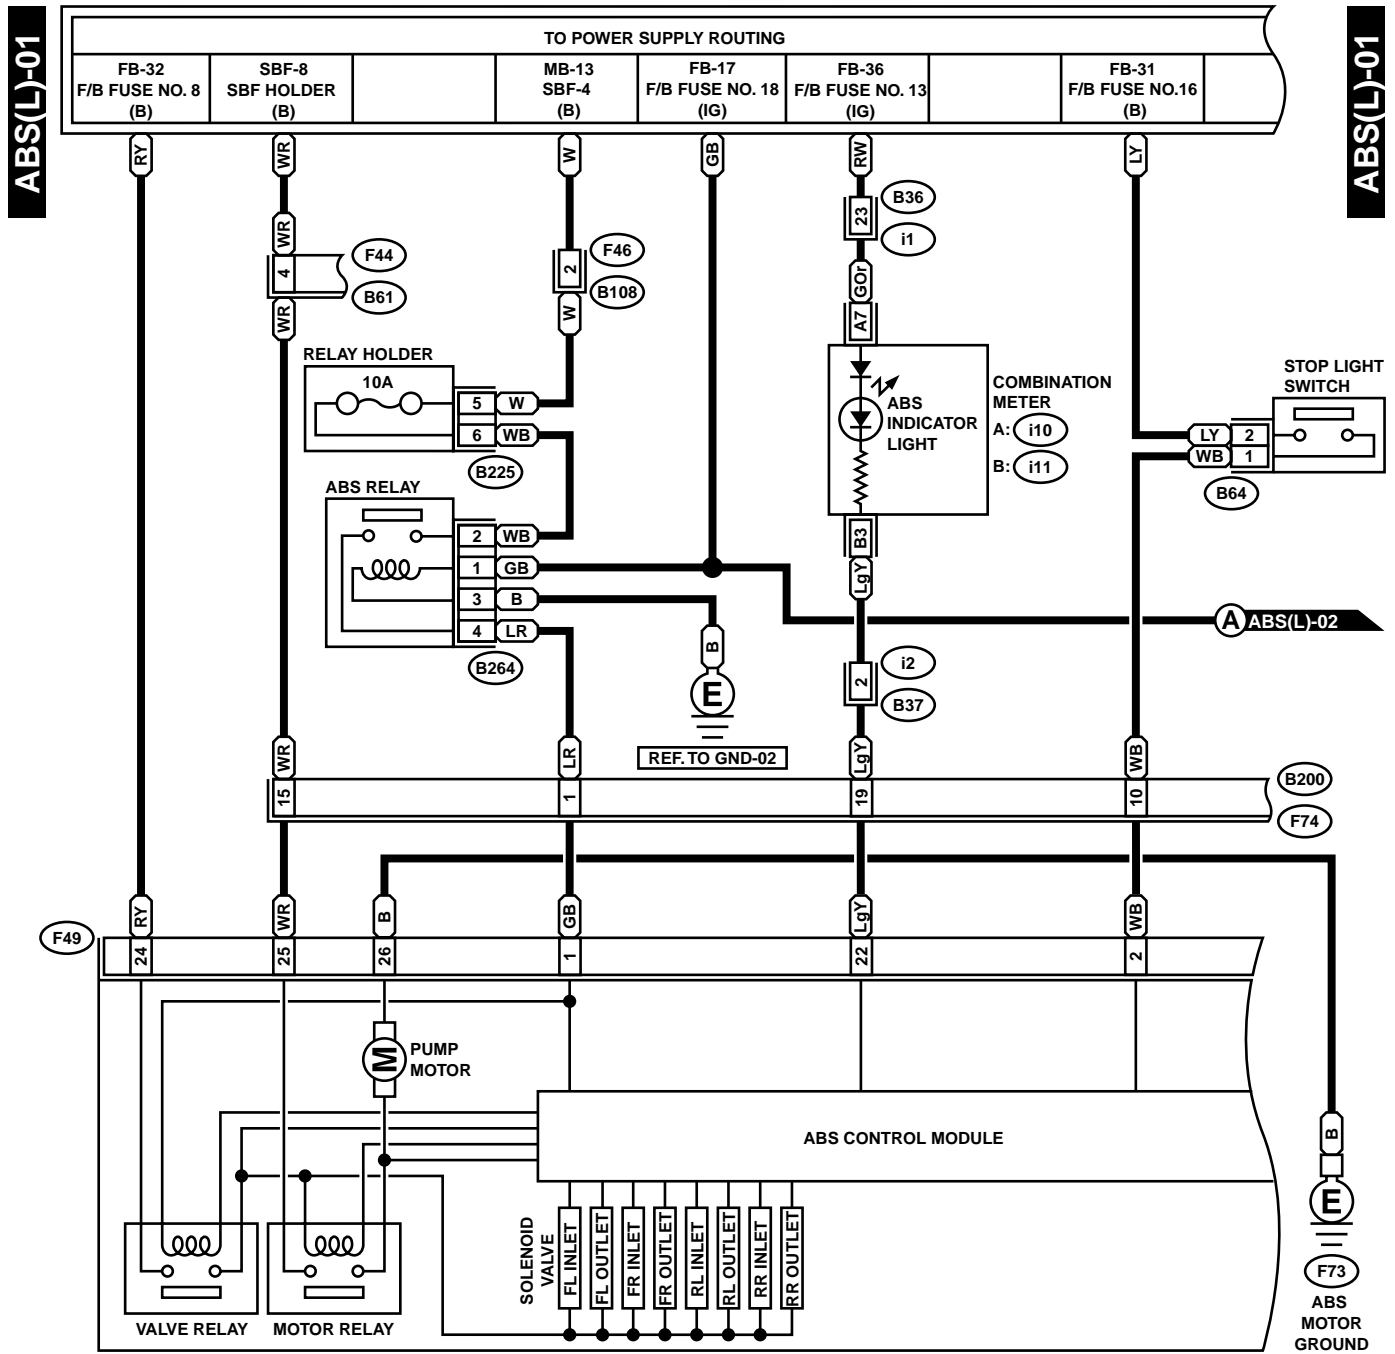 ABS(L)-01
ABS(L)-01
TO POWER SUPPLY ROUTING
FB-32
F/B FUSE NO. 8
(B)
SBF-8
SBF HOLDER
(B)
MB-13
SBF-4
(B)
FB-17
F/B FUSE NO. 18
(IG)
FB-36
F/B FUSE NO. 13
(IG)
FB-31
F/B FUSE NO.16
(B)
RY
WR
W
GB
RW
LY
WR
4
F44
B61
WR
2
F46
B108
W
23
B36
i1
GOr
A7
RELAY HOLDER
10A
5
W
6
WB
B225
ABS
INDICATOR
LIGHT
COMBINATION
METER
A: i10
B: i11
STOP LIGHT
SWITCH
LY
2
WB
1
B64
ABS RELAY
2
WB
1
GB
3
B
4
LR
B264
B3
LgY
A
ABS(L)-02
B
E
REF. TO GND-02
2
i2
B37
WR
LR
LgY
WB
15
1
19
10
B200
F74
F49
RY
WR
B
GB
LgY
WB
24
25
26
1
22
2
M
PUMP
MOTOR
ABS CONTROL MODULE
VALVE RELAY
MOTOR RELAY
SOLENOID
VALVE
FL INLET
FL OUTLET
FR INLET
FR OUTLET
RL INLET
RL OUTLET
RR INLET
RR OUTLET
B
E
F73
ABS
MOTOR
GROUND